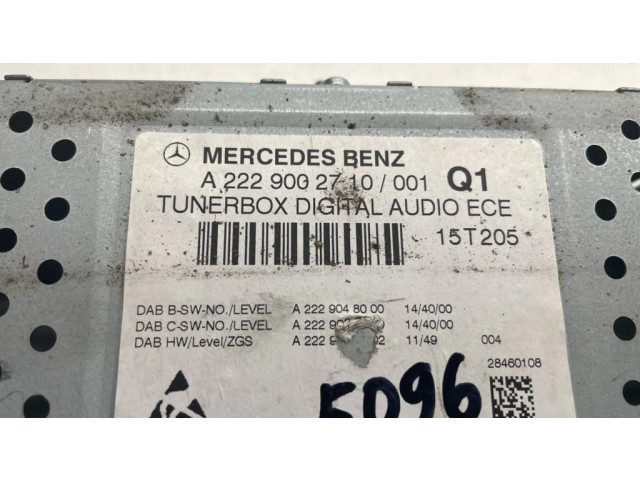 MERCEDES BENZ
A 222 900 27 10 / 001 Q1
TUNERBOX DIGITAL AUDIO ECE
15T205
DAB B-SW-NO./LEVEL A 222 904 80 00 14/40/00
DAB C-SW-NO./LEVEL A 222 14/40/00
DAB HW/Level/ZGS A 222 02 11/49 004
28460108
5096